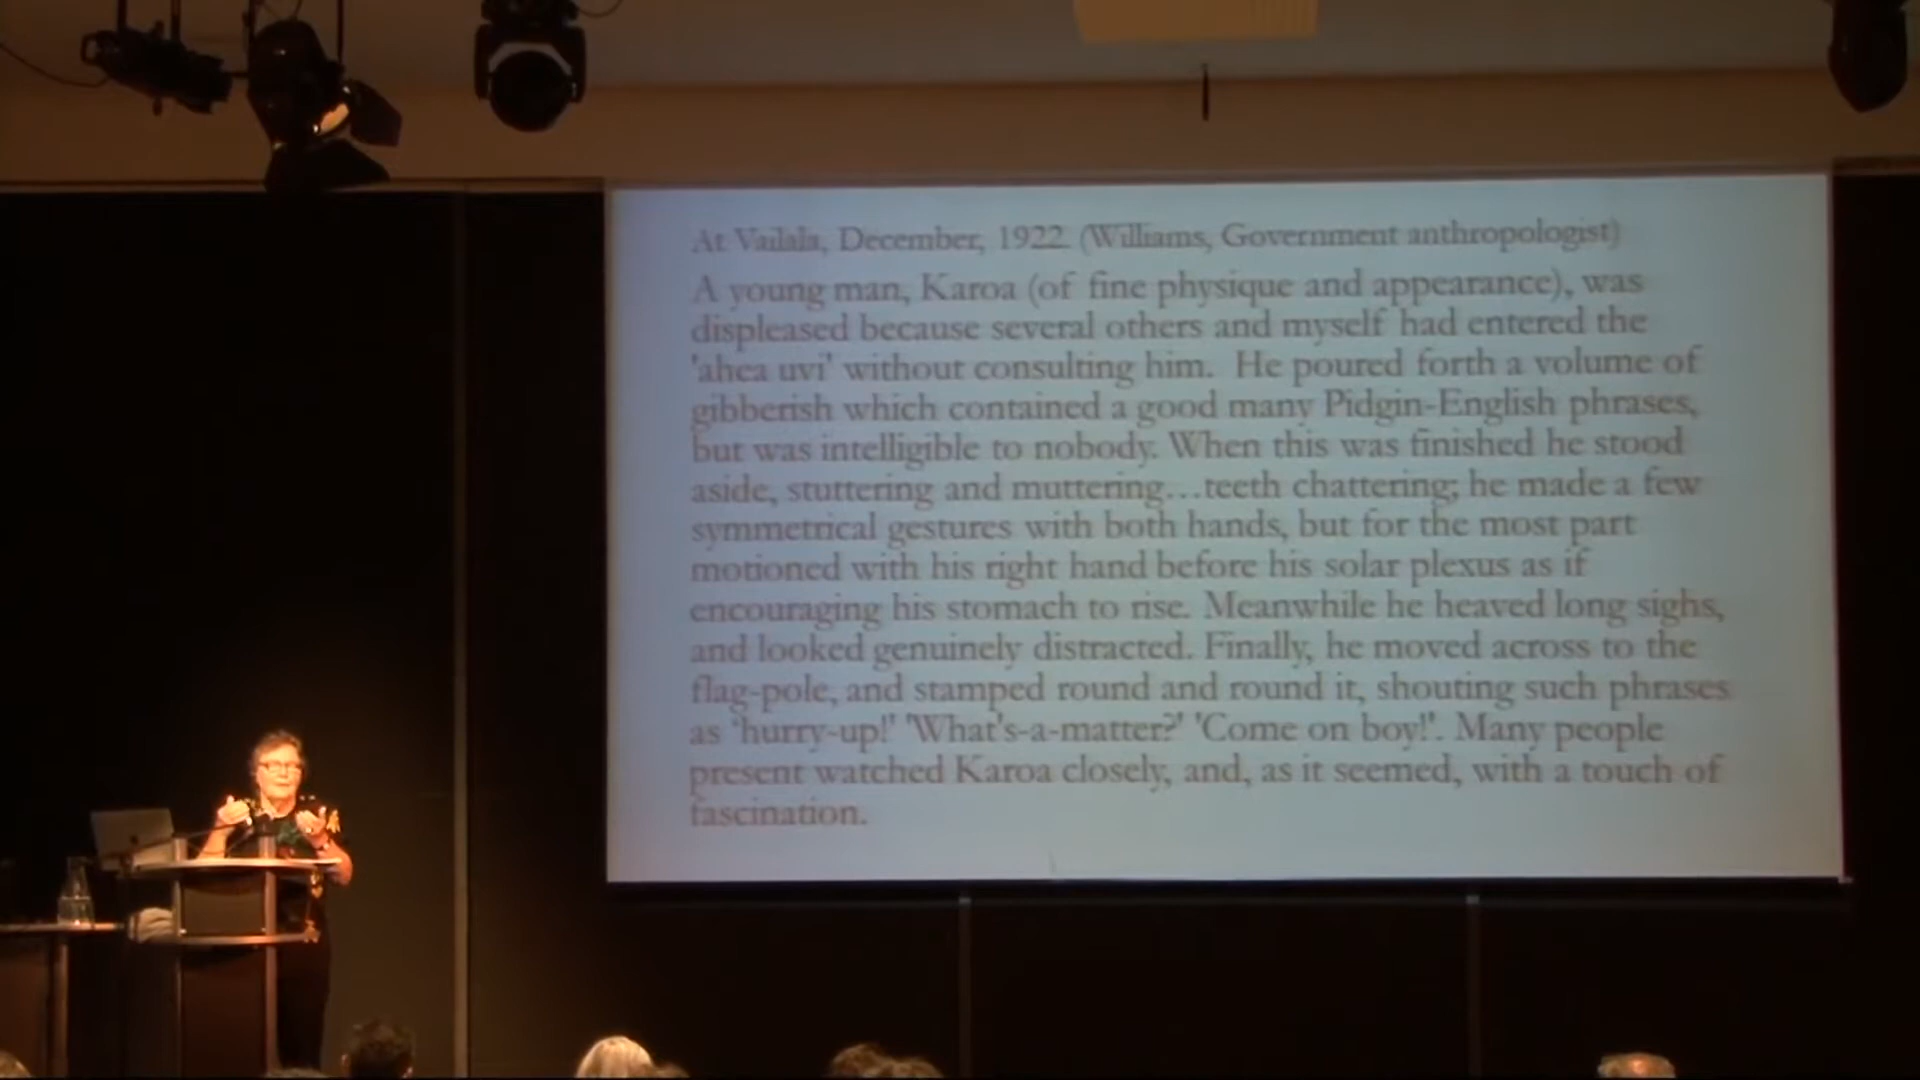 At Vailala, December, 1922 (Williams, Government anthropologist)
A young man, Karoa (of fine physique and appearance), was
displeased because several others and myself had entered the
'ahea uvi' without consulting him. He poured forth a volume of
gibberish which contained a good many Pidgin-English phrases,
but was intelligible to nobody. When this was finished he stood
aside, stuttering and muttering…teeth chattering; he made a few
symmetrical gestures with both hands, but for the most part
motioned with his right hand before his solar plexus as if
encouraging his stomach to rise. Meanwhile he heaved long sighs,
and looked genuinely distracted. Finally, he moved across to the
flag-pole, and stamped round and round it, shouting such phrases
as 'hurry-up!' 'What's-a-matter?' 'Come on boy!'. Many people
present watched Karoa closely, and, as it seemed, with a touch of
fascination.